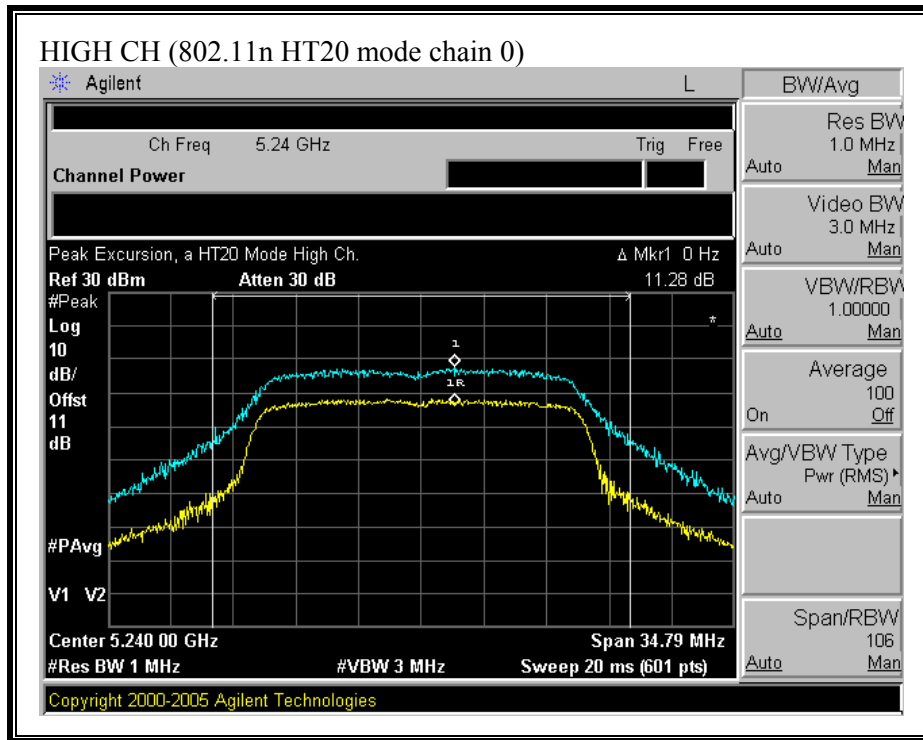 HIGH CH (802.11n HT20 mode chain 0)
Agilent L BW/Avg
Ch Freq 5.24 GHz Trig Free
Channel Power
Peak Excursion, a HT20 Mode High Ch. Δ Mkr1 0 Hz
Ref 30 dBm Atten 30 dB 11.28 dB
#Peak
Log
10
dB/
Offst
11
dB
#PAvg
V1 V2
*
1
1R
Center 5.240 00 GHz Span 34.79 MHz
#Res BW 1 MHz #VBW 3 MHz Sweep 20 ms (601 pts)
Copyright 2000-2005 Agilent Technologies
Res BW
1.0 MHz
Auto Man
Video BW
3.0 MHz
Auto Man
VBW/RBW
1.00000
Auto Man
Average
100
On Off
Avg/VBW Type
Pwr (RMS)
Auto Man
Span/RBW
106
Auto Man